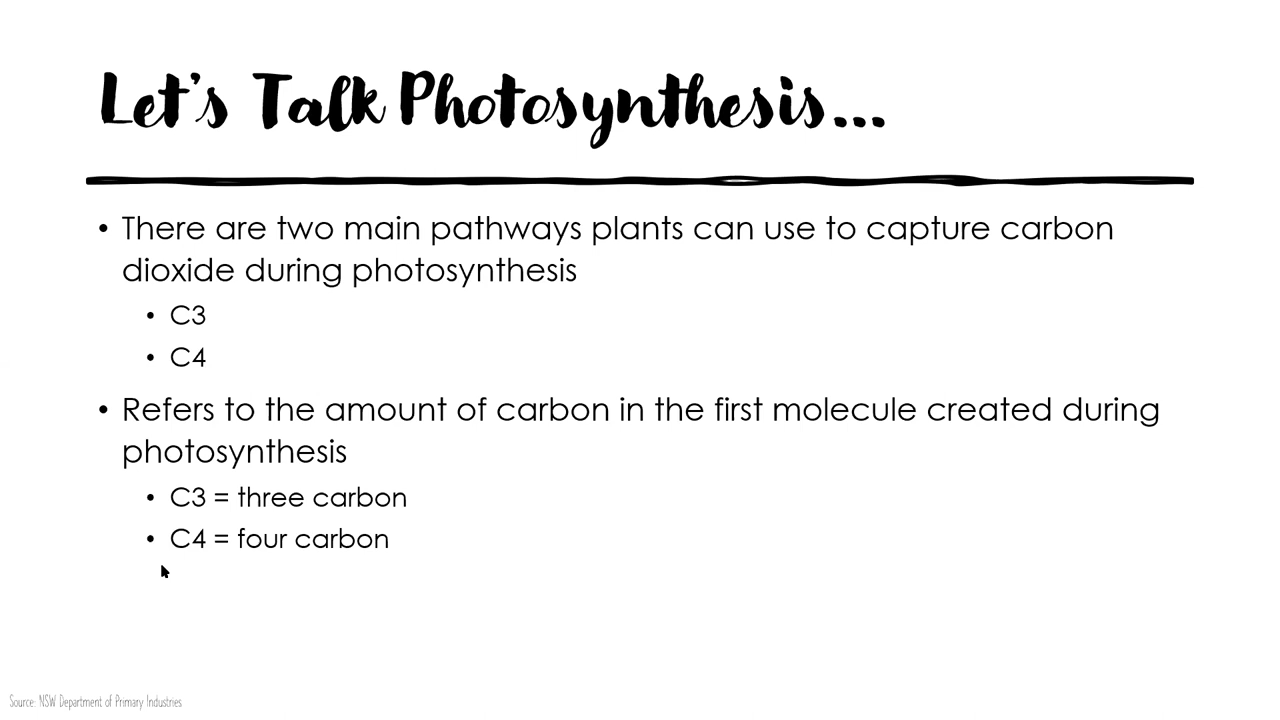 Let's Talk Photosynthesis...
• There are two main pathways plants can use to capture carbon
dioxide during photosynthesis
• C3
• C4
• Refers to the amount of carbon in the first molecule created during
photosynthesis
• C3 = three carbon
• C4 = four carbon
Source: NSW Department of Primary Industries